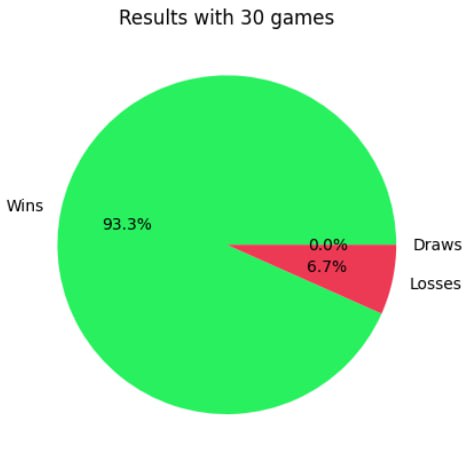 Results with 30 games
Wins
93.3%
0.0%
Draws
6.7%
Losses